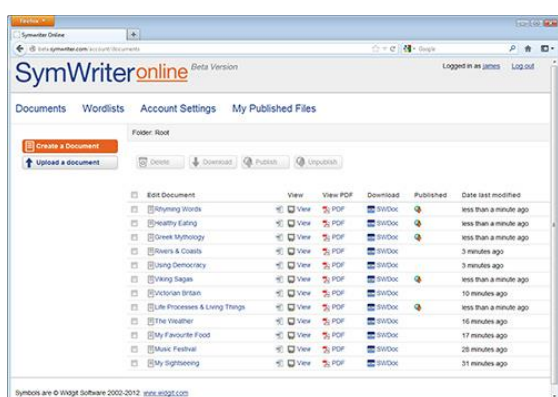 Firefox
Symwriter Online
beta.symwriter.com/account/documents
Google
SymWriteronline Beta Version
Logged in as james Log out
Documents Wordlists Account Settings My Published Files
Folder: Root
Create a Document
Upload a document
Delete Download Publish Unpublish
Edit Document View View PDF Download Published Date last modified
Rhyming Words View PDF SWDoc less than a minute ago
Healthy Eating View PDF SWDoc less than a minute ago
Greek Mythology View PDF SWDoc less than a minute ago
Rivers & Coasts View PDF SWDoc 3 minutes ago
Using Democracy View PDF SWDoc 3 minutes ago
Viking Sagas View PDF SWDoc less than a minute ago
Victorian Britain View PDF SWDoc 10 minutes ago
Life Processes & Living Things View PDF SWDoc less than a minute ago
The Weather View PDF SWDoc 16 minutes ago
My Favourite Food View PDF SWDoc 17 minutes ago
Music Festival View PDF SWDoc 28 minutes ago
My Sightseeing View PDF SWDoc 31 minutes ago
Symbols are © Widgit Software 2002-2012. www.widgit.com